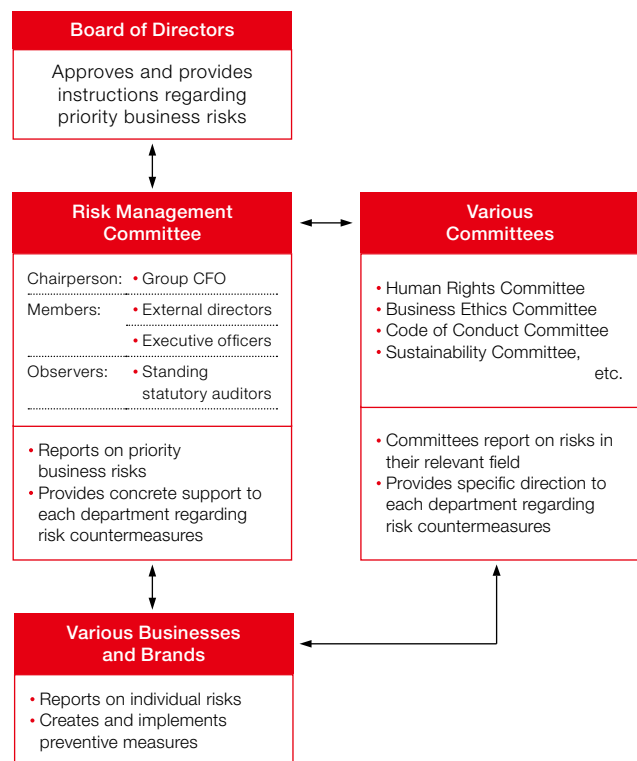 Board of Directors
Approves and provides
instructions regarding
priority business risks
Risk Management
Committee
Chairperson: • Group CFO
Members: • External directors
• Executive officers
Observers: • Standing
statutory auditors
• Reports on priority
business risks
• Provides concrete support to
each department regarding
risk countermeasures
Various
Committees
• Human Rights Committee
• Business Ethics Committee
• Code of Conduct Committee
• Sustainability Committee,
etc.
• Committees report on risks in
their relevant field
• Provides specific direction to
each department regarding
risk countermeasures
Various Businesses
and Brands
• Reports on individual risks
• Creates and implements
preventive measures